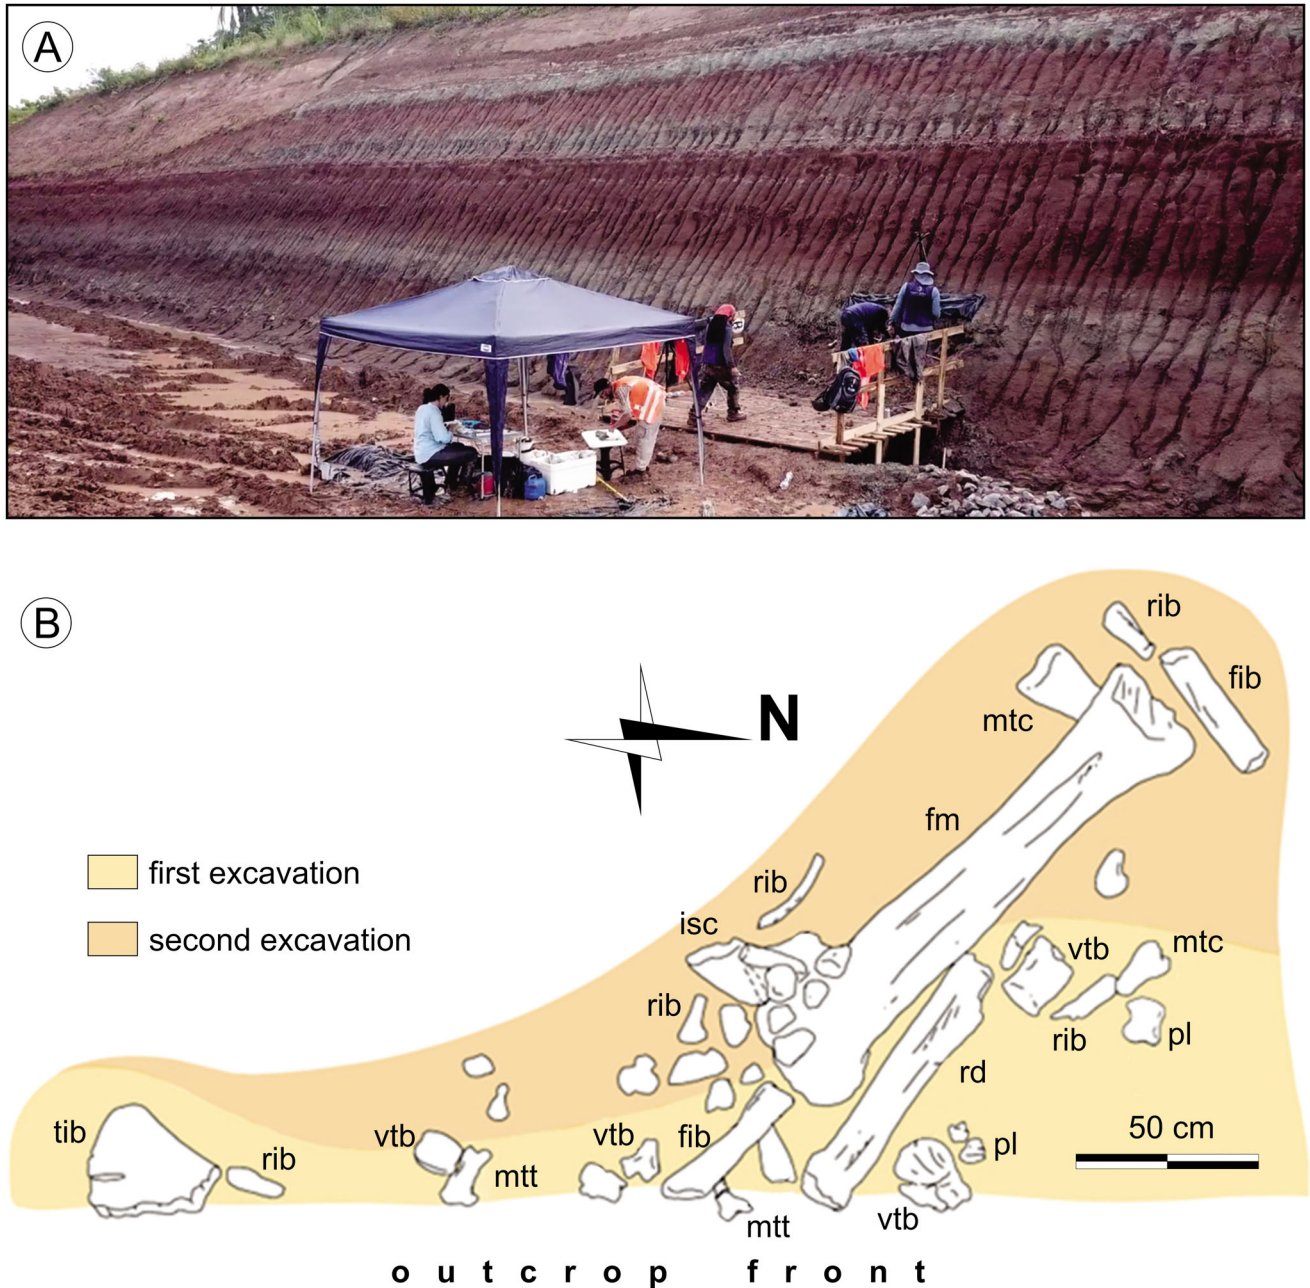 A
B
rib
fib
mtc
N
fm
first excavation
rib
isc
second excavation
vtb
mtc
rib
rib
pl
rd
tib
rib
vtb
mtt
vtb
fib
pl
50 cm
mtt
vtb
outcrop front